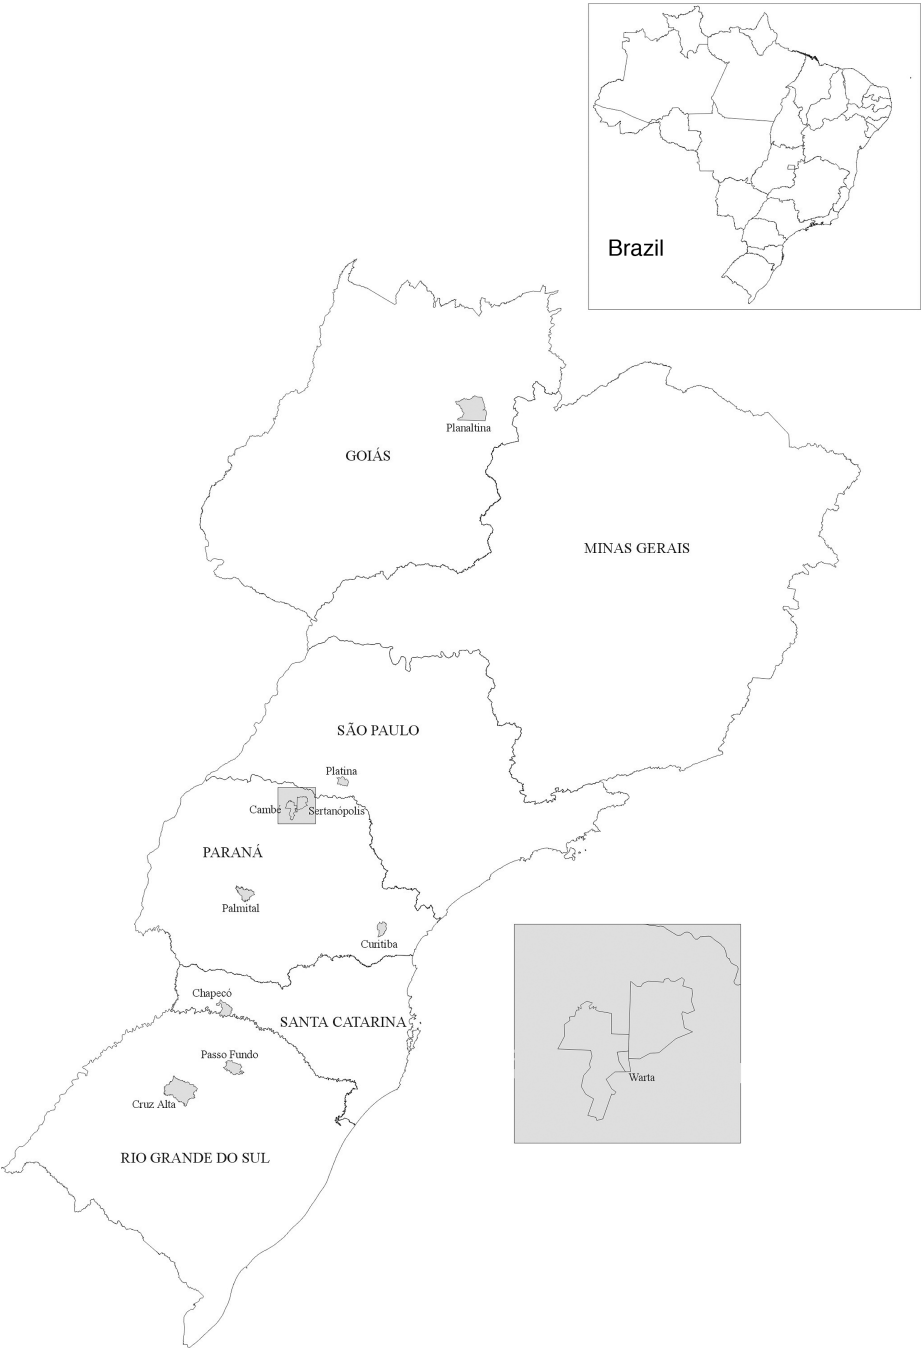 Brazil
Planaltina
GOIÁS
MINAS GERAIS
SÃO PAULO
Platina
Cambé
Sertanópolis
PARANÁ
Palmital
Curitiba
Chapecó
SANTA CATARINA
Passo Fundo
Warta
Cruz Alta
RIO GRANDE DO SUL